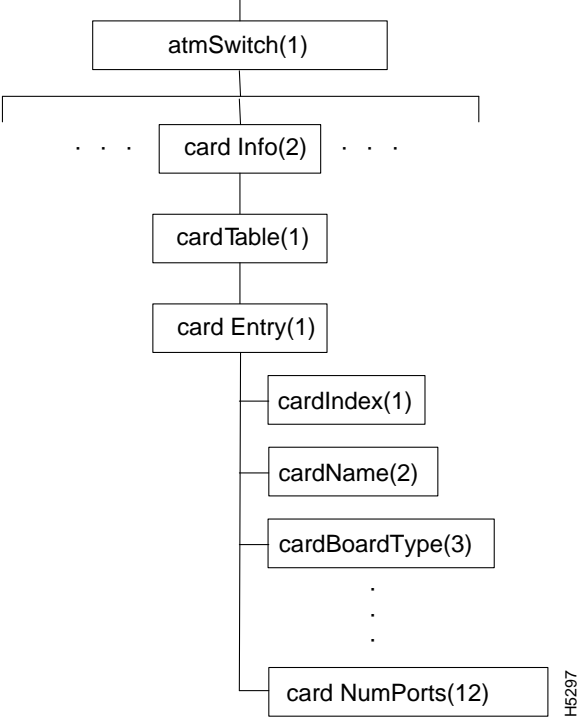 atmSwitch(1)
. . . card Info(2) . . .
cardTable(1)
card Entry(1)
cardIndex(1)
cardName(2)
cardBoardType(3)
.
.
.
card NumPorts(12)
H5297